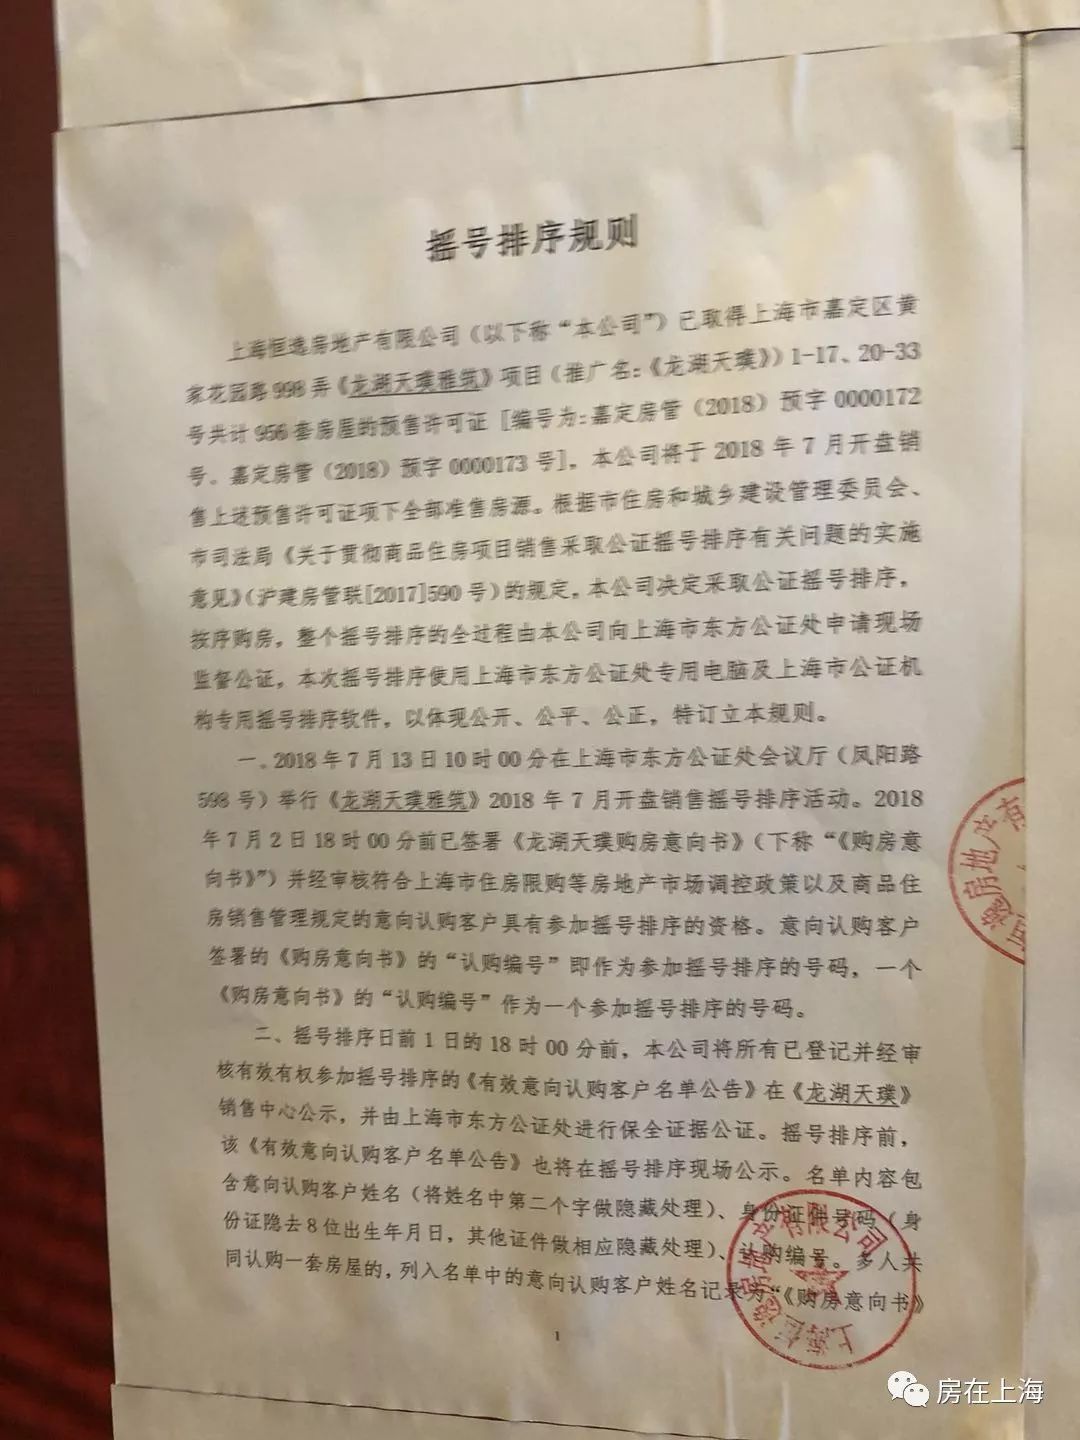 摇号排序规则
上海恒逸房地产有限公司（以下称“本公司”）已取得上海市嘉定区黄
家花园路998弄《龙湖天璞雅筑》项目（推广名：《龙湖天璞》）1-17、20-33
号共计956套房屋的预售许可证［编号为：嘉定房管（2018）预字0000172
号、嘉定房管（2018）预字0000173号］，本公司将于2018年7月开盘销
售上述预售许可证项下全部准售房源。根据市住房和城乡建设管理委员会、
市司法局《关于贯彻商品住房项目销售采取公证摇号排序有关问题的实施
意见》（沪建房管联[2017]590号）的规定，本公司决定采取公证摇号排序，
按序购房，整个摇号排序的全过程由本公司向上海市东方公证处申请现场
监督公证，本次摇号排序使用上海市东方公证处专用电脑及上海市公证机
构专用摇号排序软件，以体现公开、公平、公正，特订立本规则。
一、2018年7月13日10时00分在上海市东方公证处会议厅（凤阳路
598号）举行《龙湖天璞雅筑》2018年7月开盘销售摇号排序活动。2018
年7月2日18时00分前已签署《龙湖天璞购房意向书》（下称“《购房意
向书》”）并经审核符合上海市住房限购等房地产市场调控政策以及商品住
房销售管理规定的意向认购客户具有参加摇号排序的资格。意向认购客户
签署的《购房意向书》的“认购编号”即作为参加摇号排序的号码，一个
《购房意向书》的“认购编号”作为一个参加摇号排序的号码。
二、摇号排序日前1日的18时00分前，本公司将所有已登记并经审
核有效有权参加摇号排序的《有效意向认购客户名单公告》在《龙湖天璞》
销售中心公示，并由上海市东方公证处进行保全证据公证。摇号排序前，
该《有效意向认购客户名单公告》也将在摇号排序现场公示。名单内容包
含意向认购客户姓名（将姓名中第二个字做隐藏处理）、身份证件号码（身
份证隐去8位出生年月日，其他证件做相应隐藏处理）、认购编号。多人共
同认购一套房屋的，列入名单中的意向认购客户姓名记录为“《购房意向书》
1
逸房地产有
上海恒逸房地产有限公司
房在上海